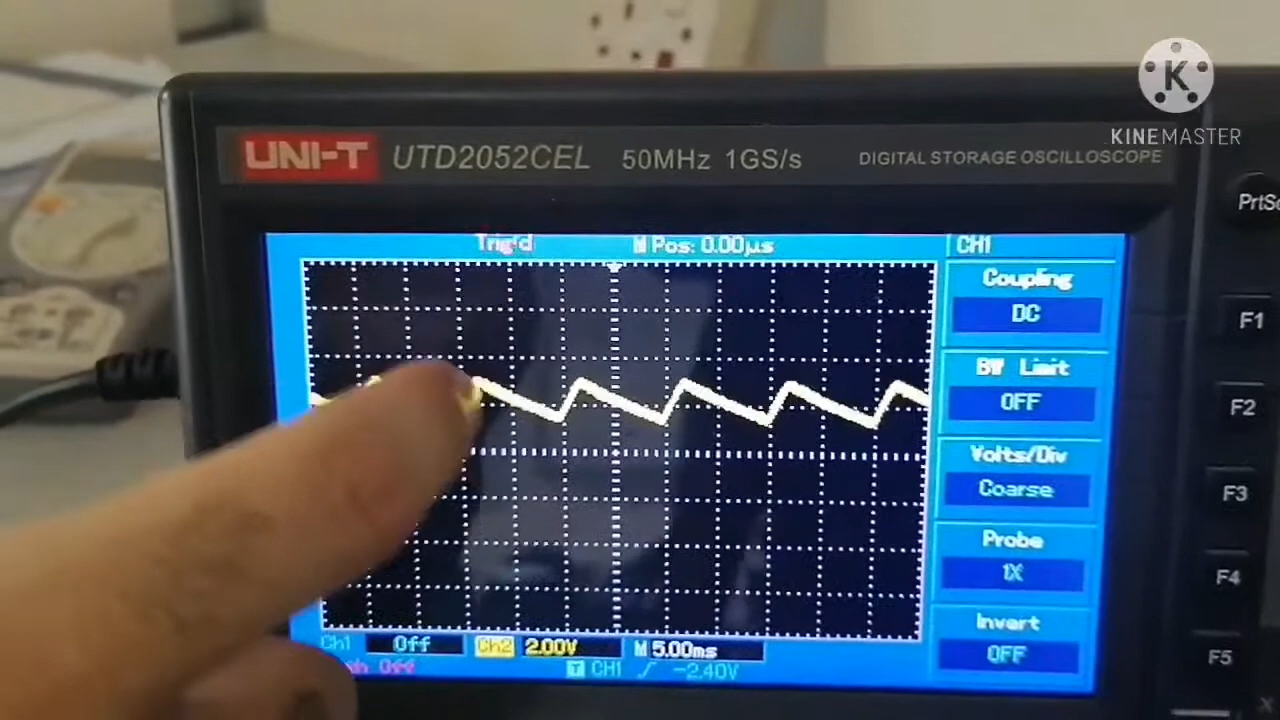 K
KINEMASTER
UNI-T UTD2052CEL 50MHz 1GS/s DIGITAL STORAGE OSCILLOSCOPE
Trig'd M Pos: 0.00µs CH1
Coupling
DC
BW Limit
OFF
Volts/Div
Coarse
Probe
1X
Invert
OFF
Ch1 Off Ch2 2.00V M 5.00ms
Off T CH1 -2.40V
F1
F2
F3
F4
F5